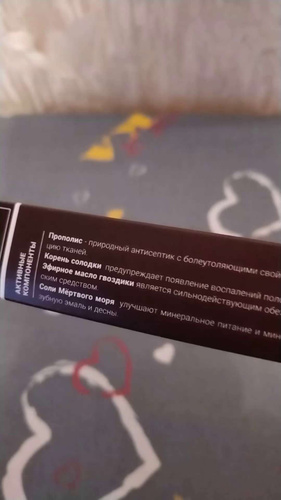 АКТИВНЫЕ
КОМПОНЕНТЫ
Прополис - природный антисептик с болеутоляющими свой
цию тканей.
Корень солодки предупреждает появление воспалений пол
Эфирное масло гвоздики является сильнодействующим обе
ским средством.
Соли Мёртвого моря улучшают минеральное питание и мин
зубную эмаль и десны.